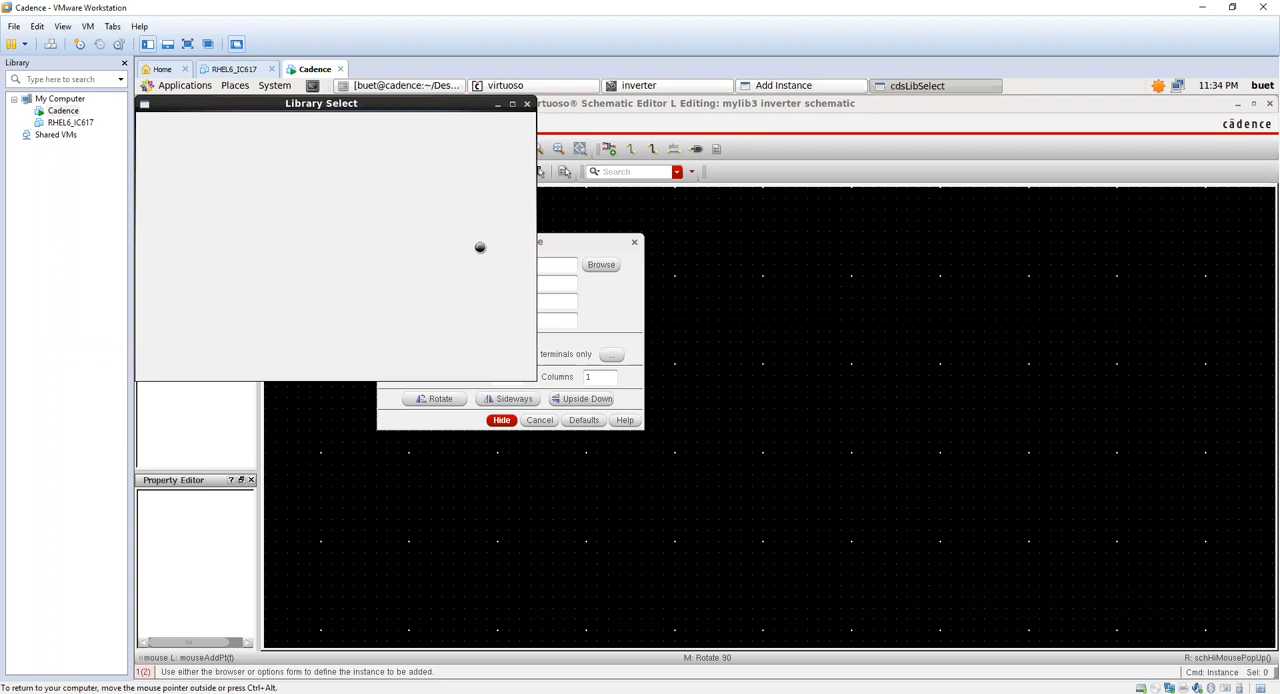 Cadence - VMware Workstation
File Edit View VM Tabs Help
Library
Type here to search
My Computer
Cadence
RHEL6_IC617
Shared VMs
Home RHEL6_IC617 Cadence
Applications Places System [buet@cadence:~/Des... virtuoso inverter Add Instance cdsLibSelect 11:34 PM buet
Library Select
irtuoso® Schematic Editor L Editing: mylib3 inverter schematic
cādence
Search
e
Browse
terminals only ...
Columns 1
Rotate Sideways Upside Down
Hide Cancel Defaults Help
Property Editor ?
mouse L: mouseAddPt(t) M: Rotate 90 R: schHiMousePopUp()
1(2) Use either the browser or options form to define the instance to be added. Cmd: Instance Sel: 0
To return to your computer, move the mouse pointer outside or press Ctrl+Alt.